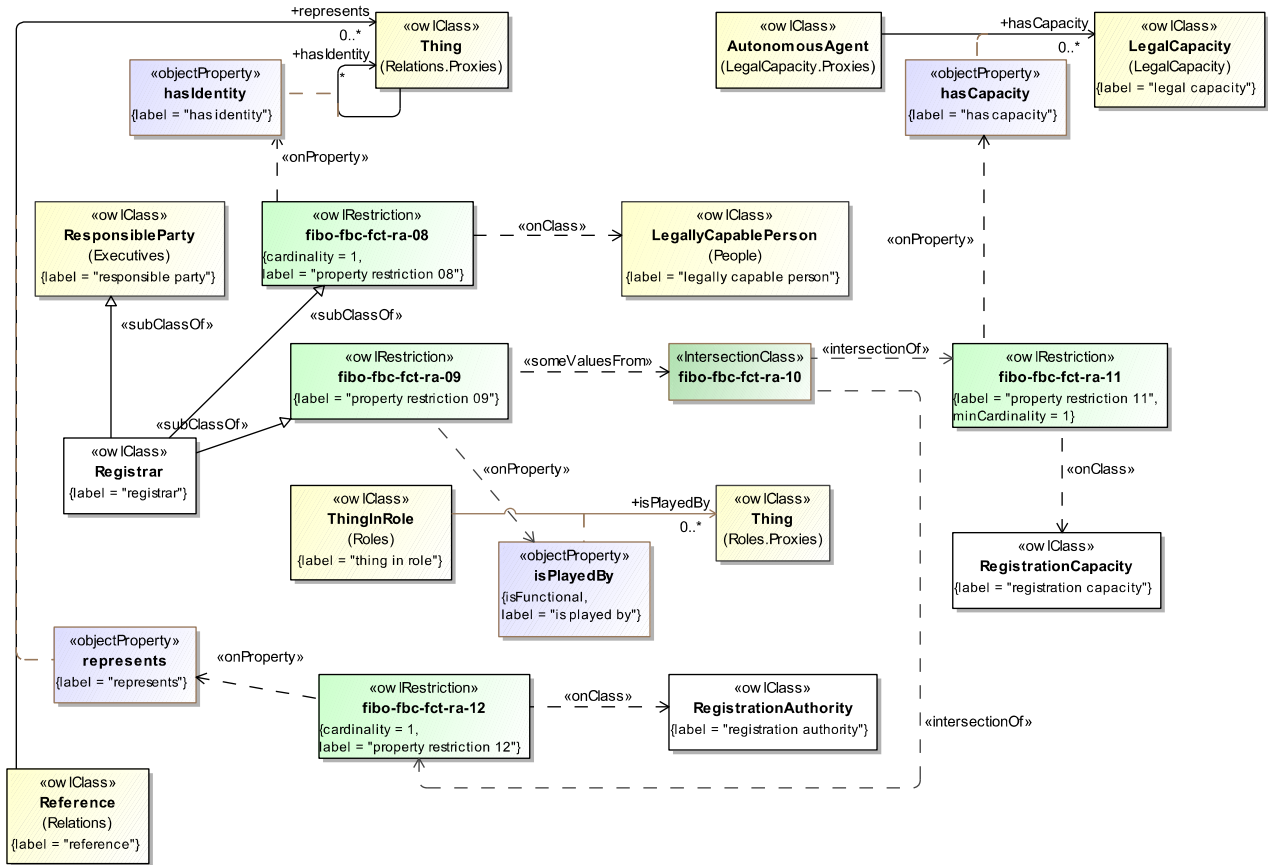 +represents
0..*
«owlClass»
Thing
(Relations.Proxies)
+hasIdentity
*
«objectProperty»
hasIdentity
{label = "has identity"}
«owlClass»
AutonomousAgent
(LegalCapacity.Proxies)
+hasCapacity
0..*
«owlClass»
LegalCapacity
(LegalCapacity)
{label = "legal capacity"}
«objectProperty»
hasCapacity
{label = "has capacity"}
«onProperty»
«owlClass»
ResponsibleParty
(Executives)
{label = "responsible party"}
«owlRestriction»
fibo-fbc-fct-ra-08
{cardinality = 1,
label = "property restriction 08"}
«onClass»
«owlClass»
LegallyCapablePerson
(People)
{label = "legally capable person"}
«onProperty»
«subClassOf»
«subClassOf»
«owlRestriction»
fibo-fbc-fct-ra-09
{label = "property restriction 09"}
«someValuesFrom»
«IntersectionClass»
fibo-fbc-fct-ra-10
«intersectionOf»
«owlRestriction»
fibo-fbc-fct-ra-11
{label = "property restriction 11",
minCardinality = 1}
«subClassOf»
«owlClass»
Registrar
{label = "registrar"}
«onProperty»
«onClass»
«owlClass»
ThingInRole
(Roles)
{label = "thing in role"}
+isPlayedBy
0..*
«owlClass»
Thing
(Roles.Proxies)
«objectProperty»
isPlayedBy
{isFunctional,
label = "is played by"}
«owlClass»
RegistrationCapacity
{label = "registration capacity"}
«objectProperty»
represents
{label = "represents"}
«onProperty»
«owlRestriction»
fibo-fbc-fct-ra-12
{cardinality = 1,
label = "property restriction 12"}
«onClass»
«owlClass»
RegistrationAuthority
{label = "registration authority"}
«intersectionOf»
«owlClass»
Reference
(Relations)
{label = "reference"}